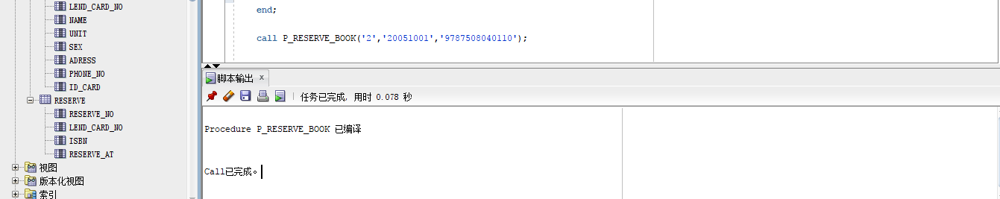 LEND_CARD_NO
NAME
UNIT
SEX
ADRESS
PHONE_NO
ID_CARD
RESERVE
RESERVE_NO
LEND_CARD_NO
ISBN
RESERVE_AT
视图
版本化视图
索引
end;
call P_RESERVE_BOOK('2','20051001','9787508040110');
脚本输出 x
任务已完成, 用时 0.078 秒
Procedure P_RESERVE_BOOK 已编译
Call已完成。